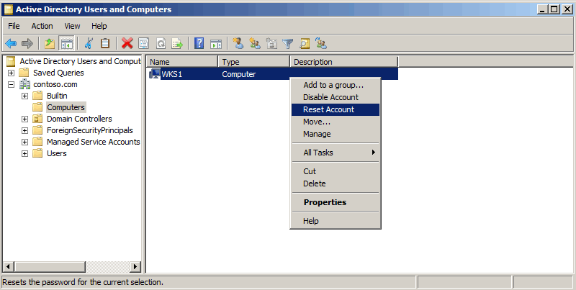 Active Directory Users and Computers
File Action View Help
Active Directory Users and Comput
Saved Queries
contoso.com
Builtin
Computers
Domain Controllers
ForeignSecurityPrincipals
Managed Service Accounts
Users
Name Type Description
WKS1 Computer
Add to a group...
Disable Account
Reset Account
Move...
Manage
All Tasks
Cut
Delete
Properties
Help
Resets the password for the current selection.